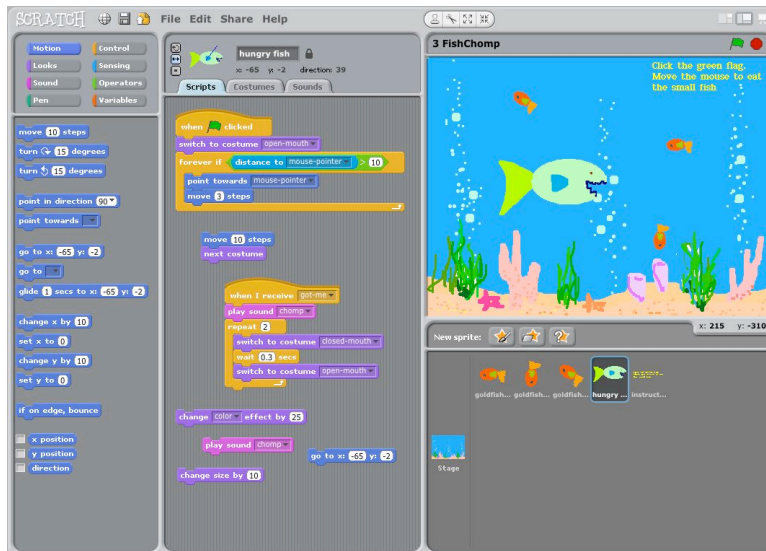 SCRATCH File Edit Share Help
Motion Control
Looks Sensing
Sound Operators
Pen Variables
move 10 steps
turn 15 degrees
turn 15 degrees
point in direction 90
point towards
go to x: -65 y: -2
go to
glide 1 secs to x: -65 y: -2
change x by 10
set x to 0
change y by 10
set y to 0
if on edge, bounce
x position
y position
direction
hungry fish
x: -65 y: -2 direction: 39
Scripts Costumes Sounds
when clicked
switch to costume open-mouth
forever if distance to mouse-pointer > 10
point towards mouse-pointer
move 3 steps
move 10 steps
next costume
when I receive got-me
play sound chomp
repeat 2
switch to costume closed-mouth
wait 0.3 secs
switch to costume open-mouth
change color effect by 25
play sound chomp
go to x: -65 y: -2
change size by 10
3 FishChomp
Click the green flag.
Move the mouse to eat
the small fish
x: 215 y: -310
New sprite:
goldfish... goldfish... goldfish... hungry ... instruct...
Stage